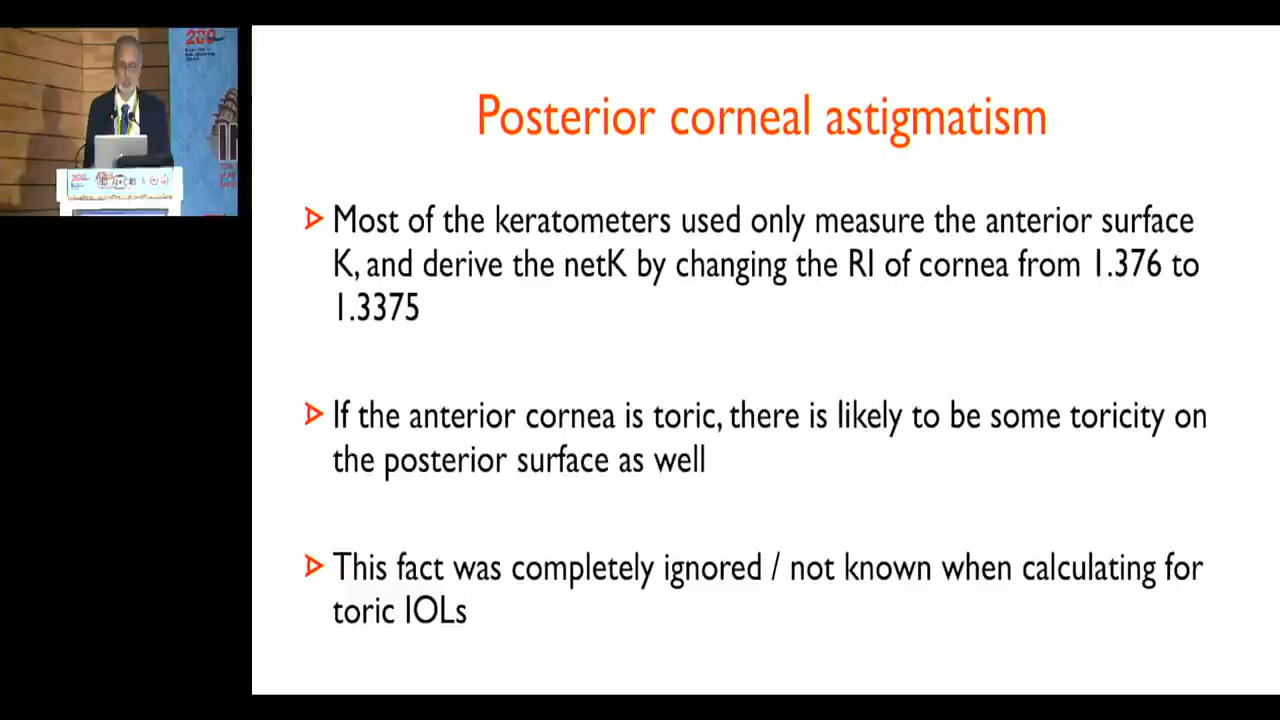 Posterior corneal astigmatism
Most of the keratometers used only measure the anterior surface
K, and derive the netK by changing the RI of cornea from 1.376 to
1.3375
If the anterior cornea is toric, there is likely to be some toricity on
the posterior surface as well
This fact was completely ignored / not known when calculating for
toric IOLs